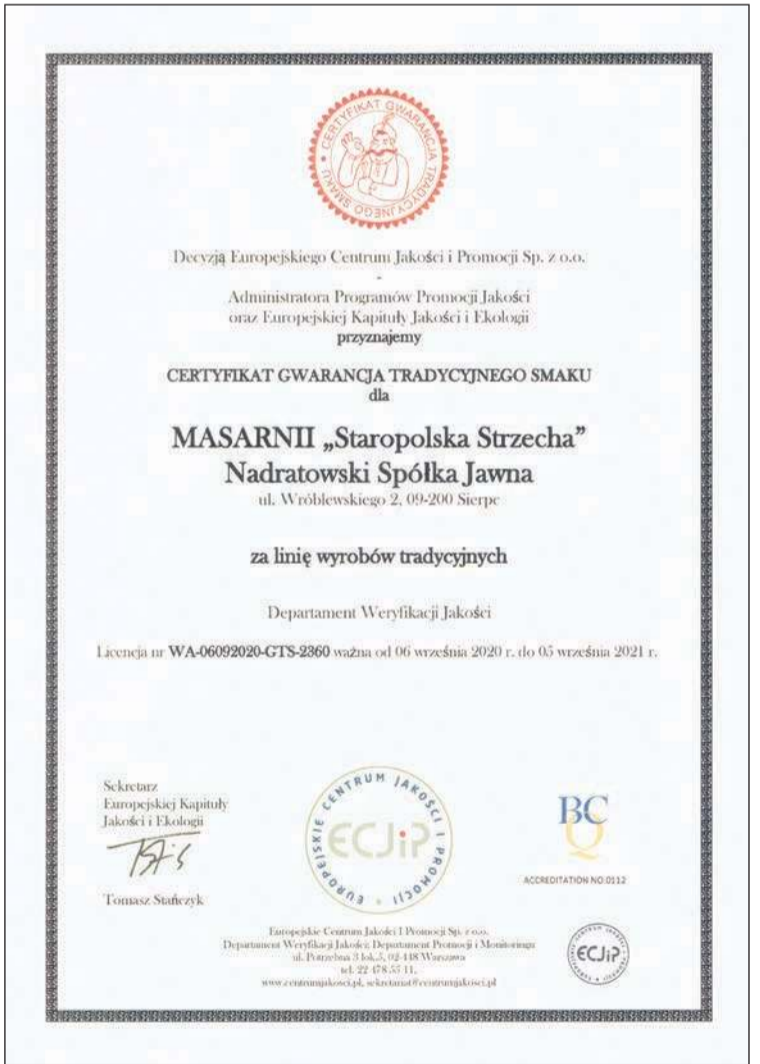 CERTYFIKAT GWARANCJA TRADYCYJNEGO SMAKU
Decyzją Europejskiego Centrum Jakości i Promocji Sp. z o.o.
-
Administratora Programów Promocji Jakości
oraz Europejskiej Kapituły Jakości i Ekologii
przyznajemy
CERTYFIKAT GWARANCJA TRADYCYJNEGO SMAKU
dla
MASARNII „Staropolska Strzecha”
Nadratowski Spółka Jawna
ul. Wróblewskiego 2, 09-200 Sierpc
za linię wyrobów tradycyjnych
Departament Weryfikacji Jakości
Licencja nr WA-06092020-GTS-2360 ważna od 06 września 2020 r. do 05 września 2021 r.
Sekretarz
Europejskiej Kapituły
Jakości i Ekologii
Tomasz Stańczyk
EUROPEJSKIE CENTRUM JAKOŚCI I PROMOCJI
ECJiP
BCQ
ACCREDITATION NO.0112
Europejskie Centrum Jakości I Promocji Sp. z o.o.
Departament Weryfikacji Jakości; Departament Promocji i Monitoringu
ul. Potrzebna 3 lok.5, 02-448 Warszawa
tel. 22 478 55 11,
www.centrumjakosci.pl, sekretariat@centrumjakosci.pl
ECJiP